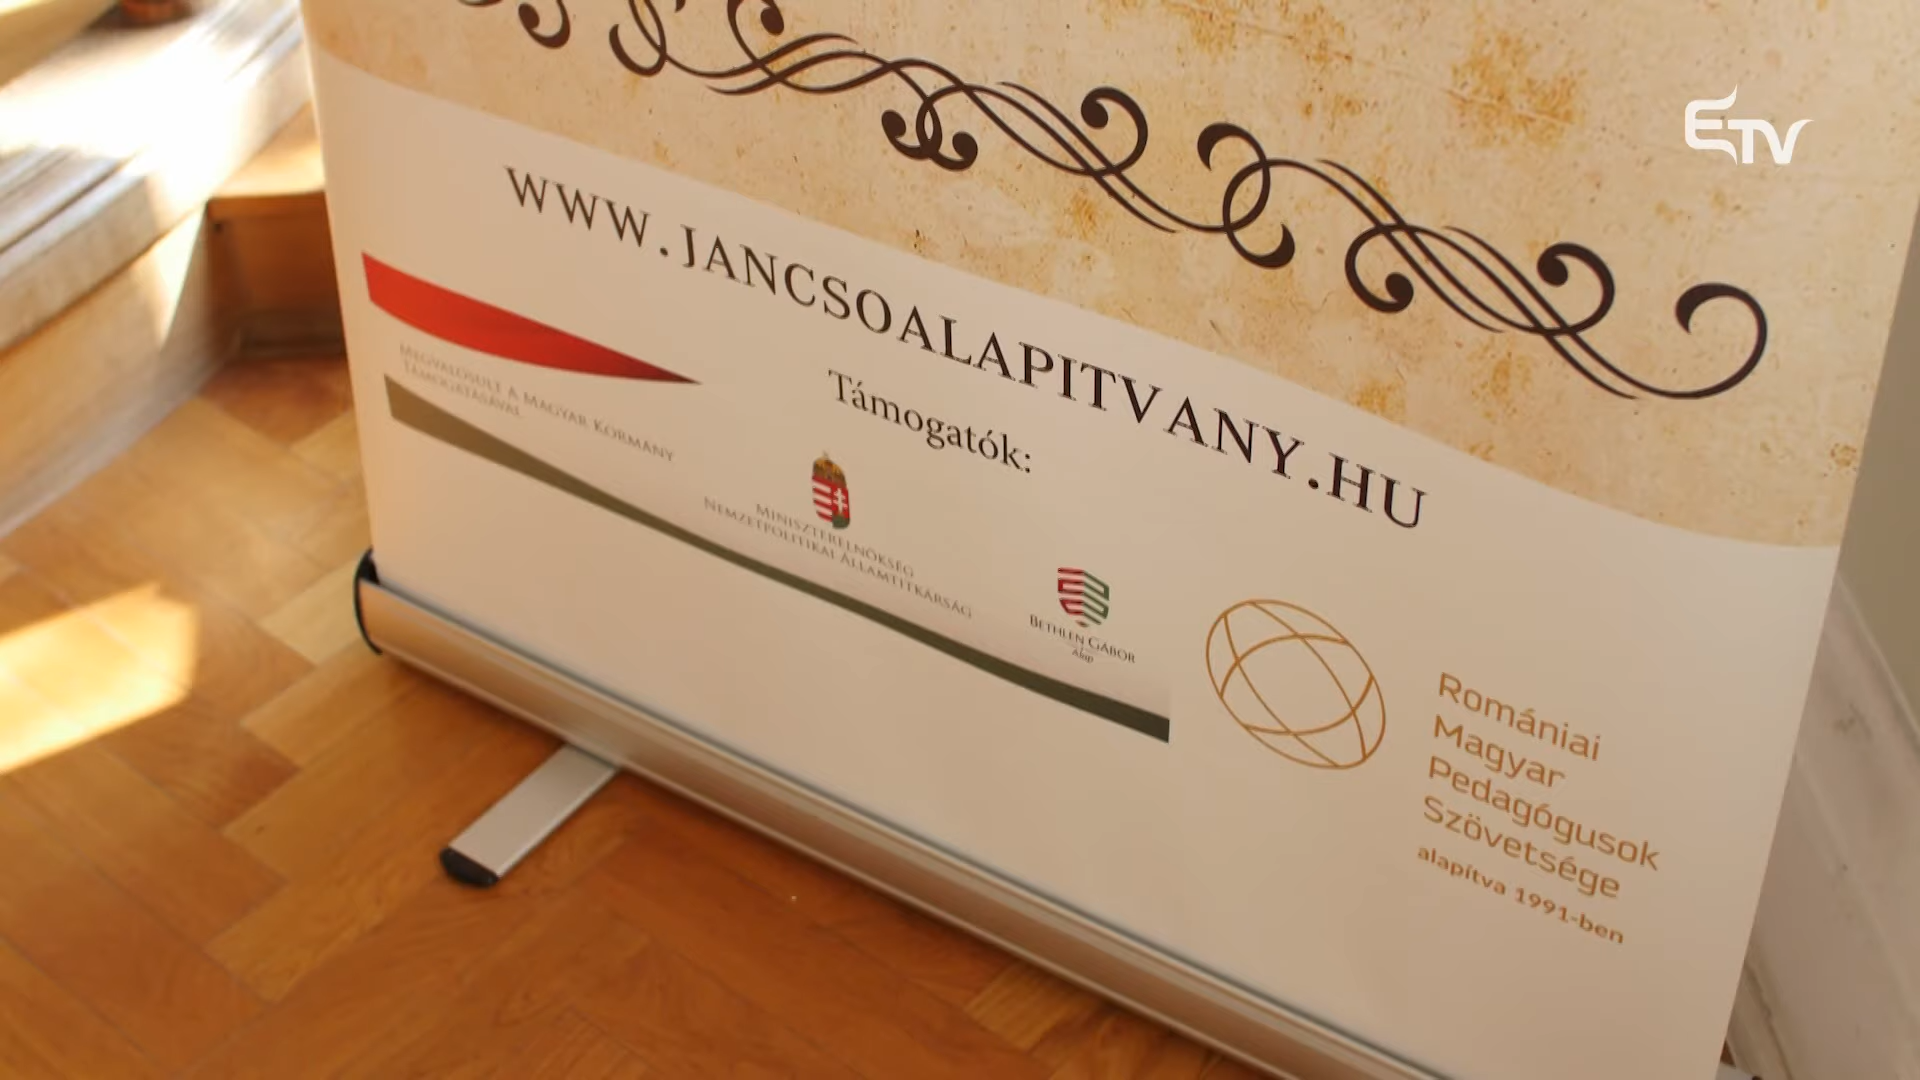 ETV
WWW.JANCSOALAPITVANY.HU
MEGVALÓSULT A MAGYAR KORMÁNY
TÁMOGATÁSÁVAL
Támogatók:
MINISZTERELNÖKSÉG
NEMZETPOLITIKAI ÁLLAMTITKÁRSÁG
BETHLEN GÁBOR
Alap
Romániai
Magyar
Pedagógusok
Szövetsége
alapítva 1991-ben